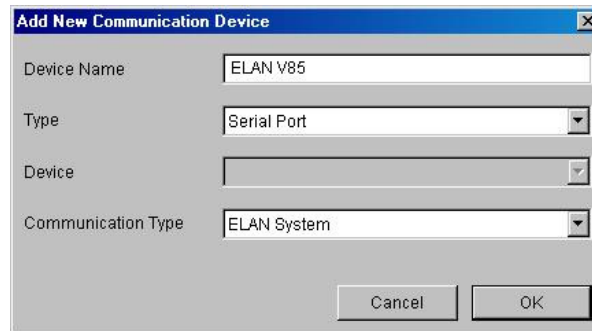 Add New Communication Device
Device Name ELAN V85
Type Serial Port
Device
Communication Type ELAN System
Cancel OK